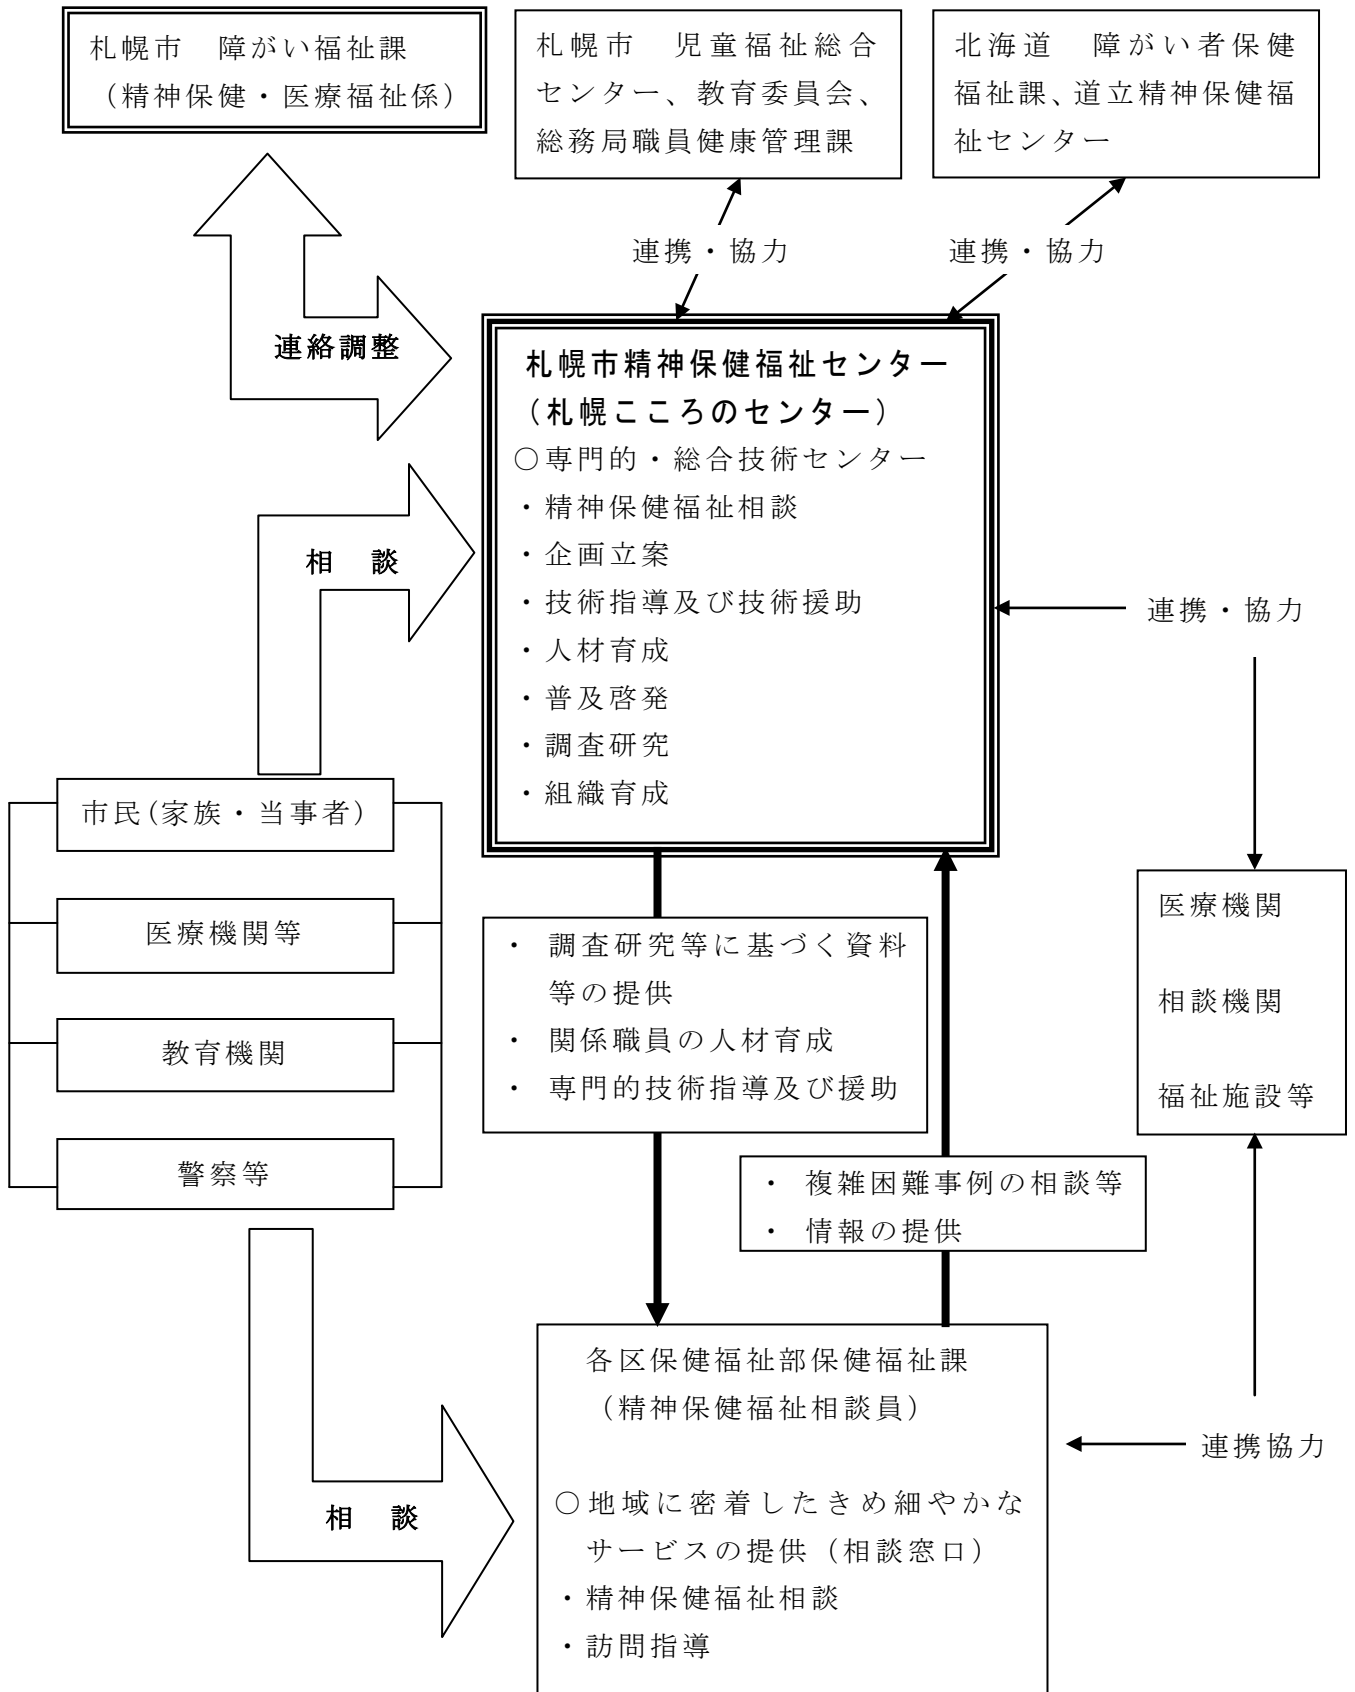 札幌市　障がい福祉課
（精神保健・医療福祉係）
札幌市　児童福祉総合
センター、教育委員会、
総務局職員健康管理課
北海道　障がい者保健
福祉課、道立精神保健福
祉センター
連携・協力
連携・協力
連絡調整
札幌市精神保健福祉センター
（札幌こころのセンター）
○専門的・総合技術センター
・精神保健福祉相談
・企画立案
・技術指導及び技術援助
・人材育成
・普及啓発
・調査研究
・組織育成
相　談
連携・協力
市民(家族・当事者)
医療機関等
教育機関
警察等
・ 調査研究等に基づく資料
等の提供
・ 関係職員の人材育成
・ 専門的技術指導及び援助
医療機関
相談機関
福祉施設等
・ 複雑困難事例の相談等
・ 情報の提供
各区保健福祉部保健福祉課
（精神保健福祉相談員）
○地域に密着したきめ細やかな
サービスの提供（相談窓口）
・精神保健福祉相談
・訪問指導
連携協力
相　談